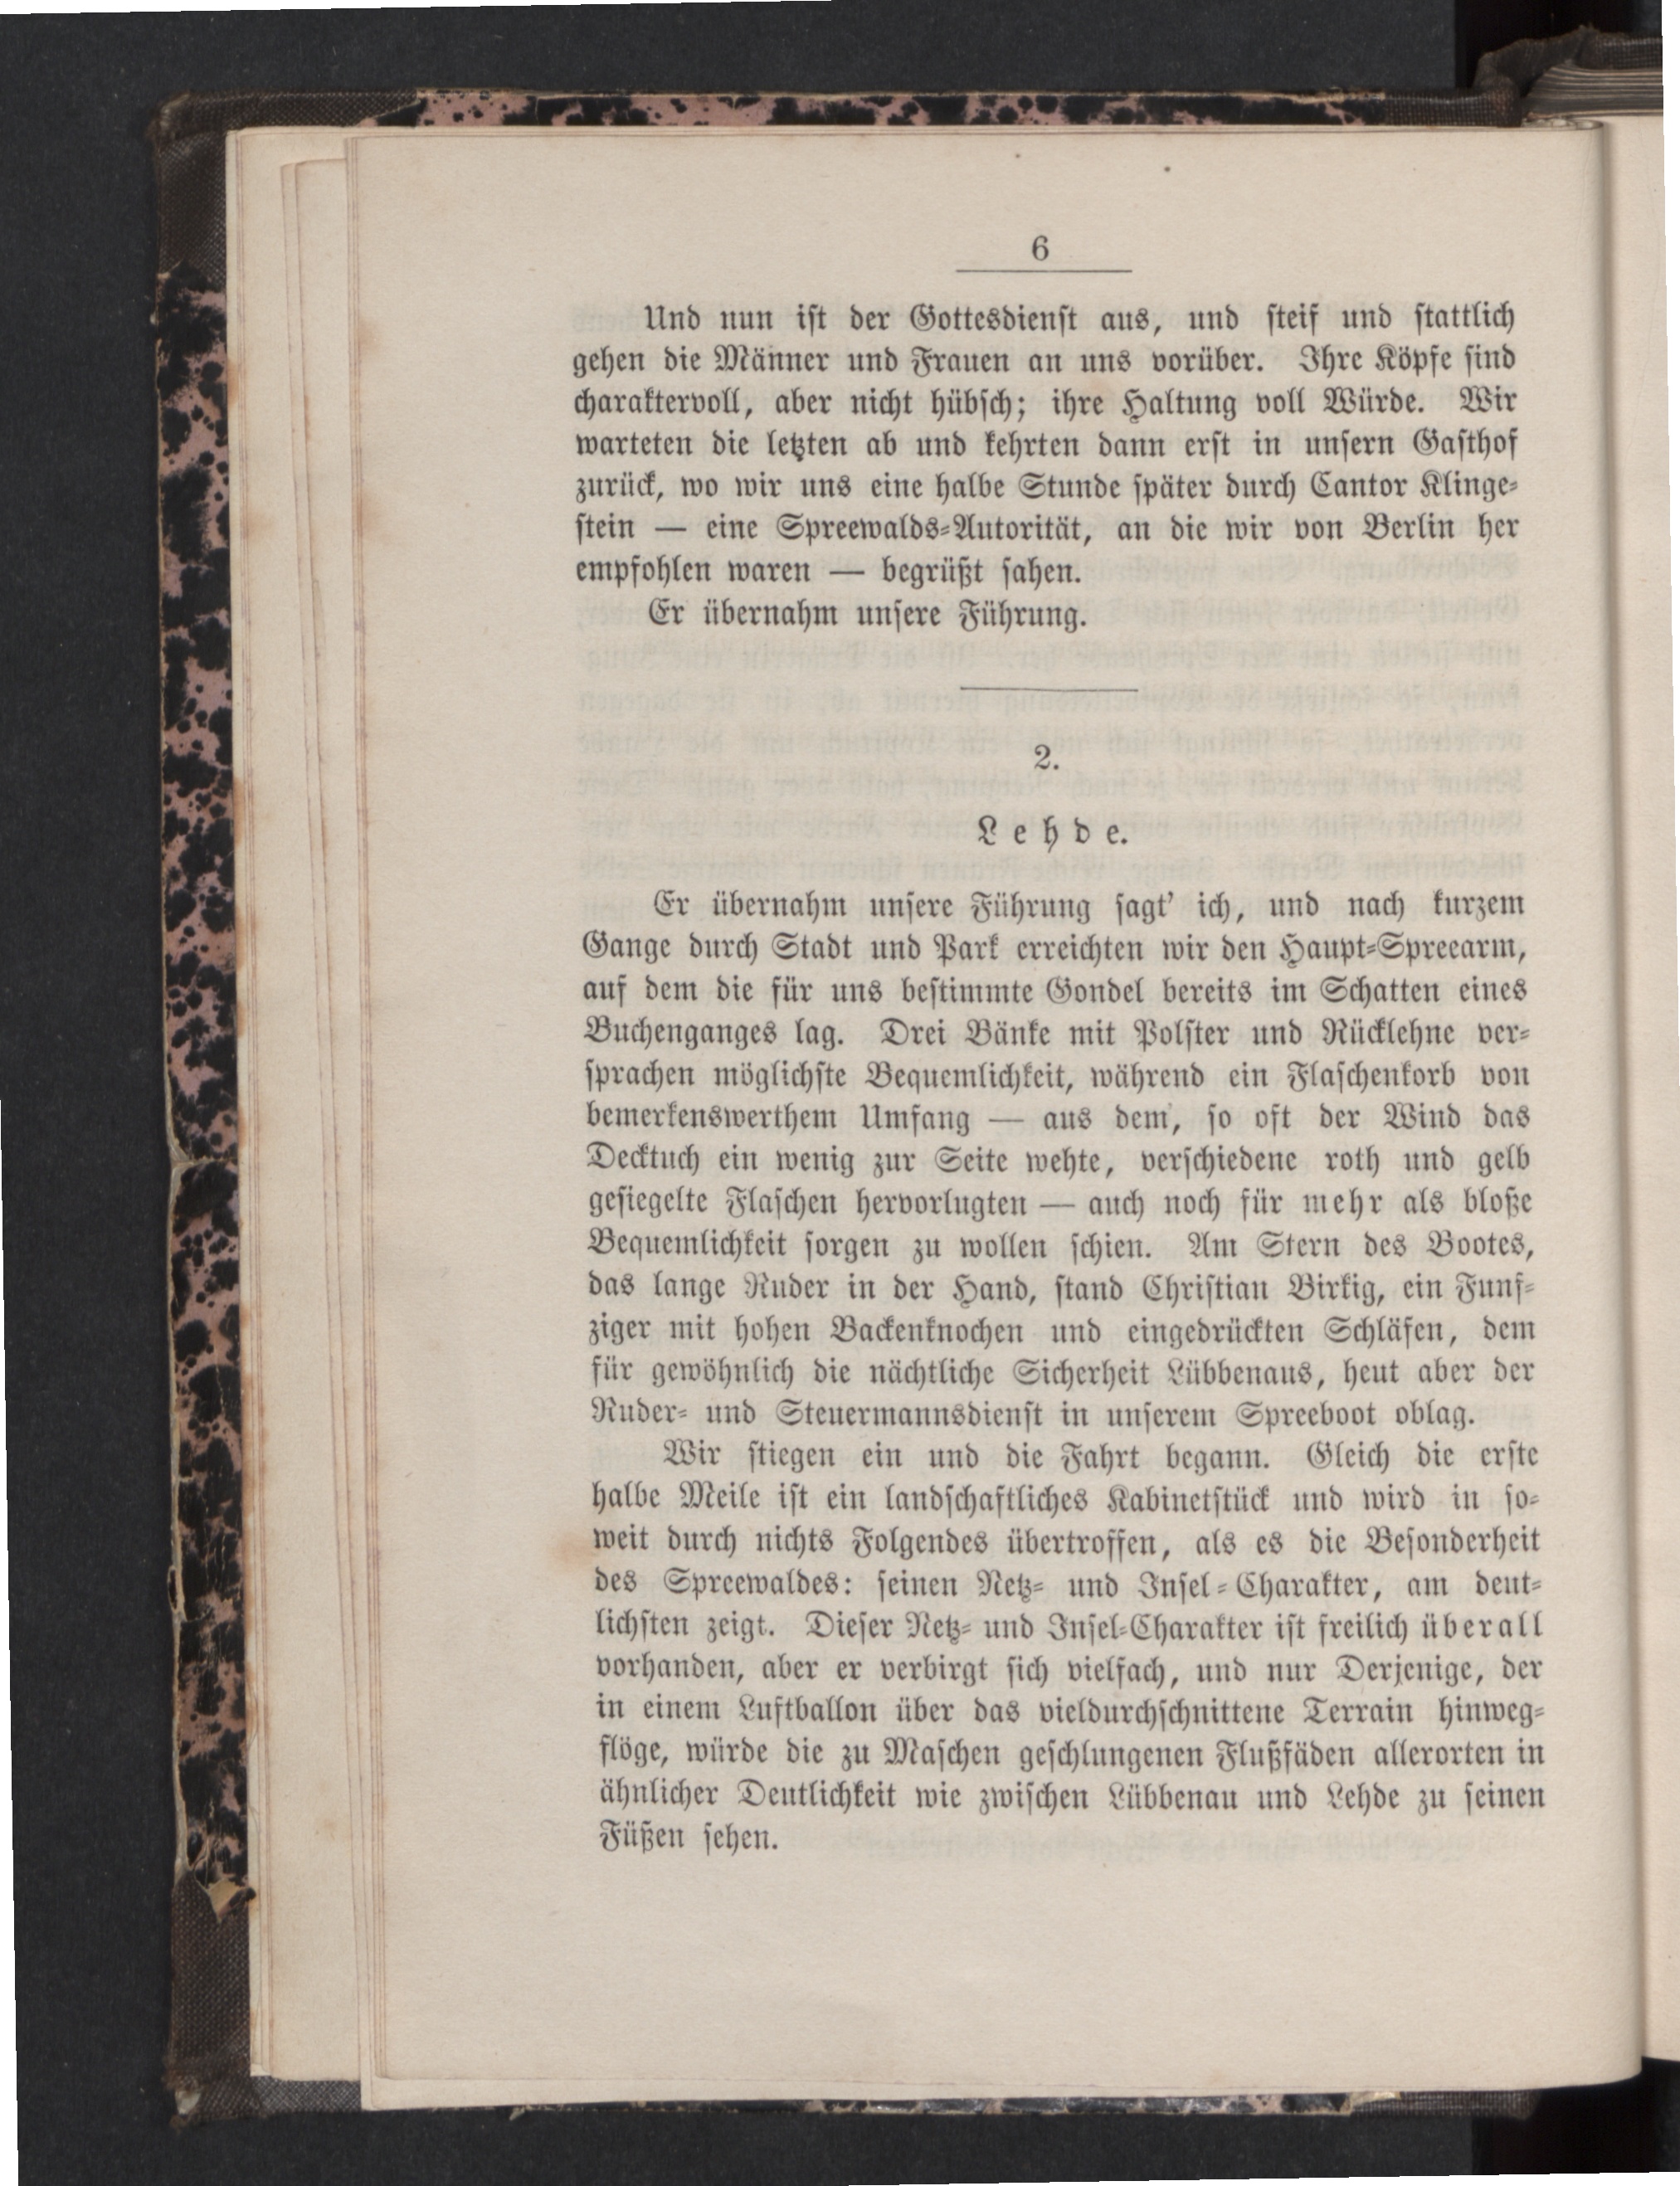 6
Und nun ist der Gottesdienst aus, und steif und stattlich
gehen die Männer und Frauen an uns vorüber. Ihre Köpfe sind
charaktervoll, aber nicht hübsch; ihre Haltung voll Würde. Wir
warteten die letzten ab und kehrten dann erst in unsern Gasthof
zurück, wo wir uns eine halbe Stunde später durch Cantor Klinge-
stein — eine Spreewalds-Autorität, an die wir von Berlin her
empfohlen waren — begrüßt sahen.
Er übernahm unsere Führung.
2.
Lehde.
Er übernahm unsere Führung sagt' ich, und nach kurzem
Gange durch Stadt und Park erreichten wir den Haupt-Spreearm,
auf dem die für uns bestimmte Gondel bereits im Schatten eines
Buchenganges lag. Drei Bänke mit Polster und Rücklehne ver-
sprachen möglichste Bequemlichkeit, während ein Flaschenkorb von
bemerkenswerthem Umfang — aus dem, so oft der Wind das
Decktuch ein wenig zur Seite wehte, verschiedene roth und gelb
gesiegelte Flaschen hervorlugten — auch noch für mehr als bloße
Bequemlichkeit sorgen zu wollen schien. Am Stern des Bootes,
das lange Ruder in der Hand, stand Christian Birkig, ein Funf-
ziger mit hohen Backenknochen und eingedrückten Schläfen, dem
für gewöhnlich die nächtliche Sicherheit Lübbenaus, heut aber der
Ruder- und Steuermannsdienst in unserem Spreeboot oblag.
Wir stiegen ein und die Fahrt begann. Gleich die erste
halbe Meile ist ein landschaftliches Kabinetstück und wird in so-
weit durch nichts Folgendes übertroffen, als es die Besonderheit
des Spreewaldes: seinen Netz- und Insel-Charakter, am deut-
lichsten zeigt. Dieser Netz- und Insel-Charakter ist freilich überall
vorhanden, aber er verbirgt sich vielfach, und nur Derjenige, der
in einem Luftballon über das vieldurchschnittene Terrain hinweg-
flöge, würde die zu Maschen geschlungenen Flußfäden allerorten in
ähnlicher Deutlichkeit wie zwischen Lübbenau und Lehde zu seinen
Füßen sehen.